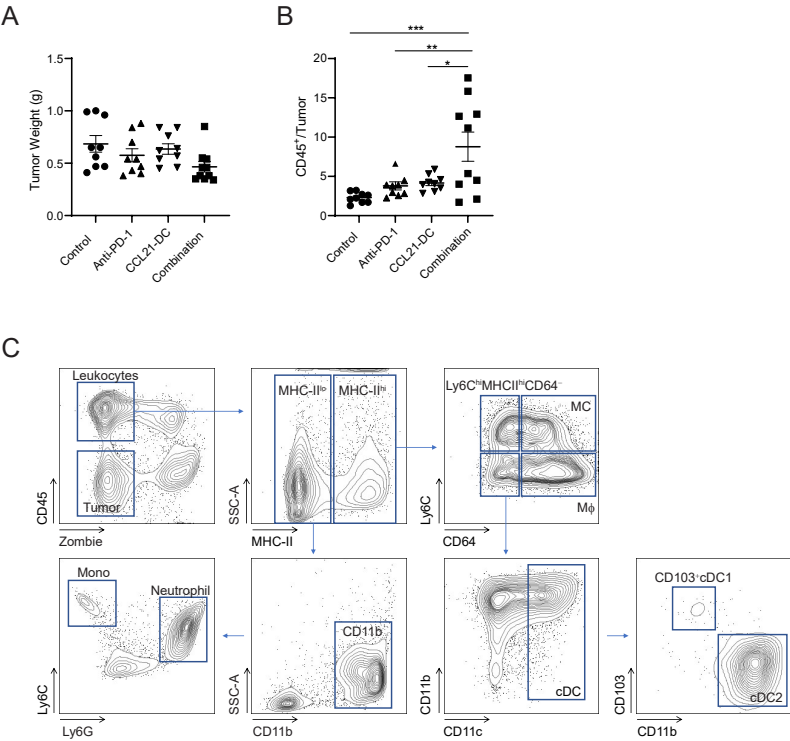 A
Tumor Weight (g)
1.5
1.0
0.5
0.0
Control
Anti-PD-1
CCL21-DC
Combination
B
CD45⁺/Tumor
20
15
10
5
0
***
**
*
Control
Anti-PD-1
CCL21-DC
Combination
C
Leukocytes
Tumor
CD45
Zombie
MHC-IIˡᵒ
MHC-IIʰⁱ
SSC-A
MHC-II
Ly6CʰⁱMHCIIʰⁱCD64⁻
MC
Mϕ
Ly6C
CD64
Mono
Neutrophil
Ly6C
Ly6G
CD11b
SSC-A
CD11b
cDC
CD11b
CD11c
CD103⁺cDC1
cDC2
CD103
CD11b